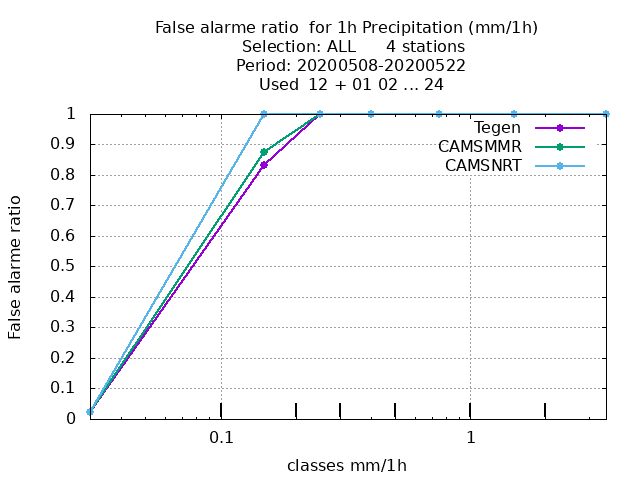 False alarme ratio  for 1h Precipitation (mm/1h)
Selection: ALL      4 stations
Period: 20200508-20200522
Used  12 + 01 02 ... 24
1
0.9
0.8
0.7
0.6
0.5
0.4
0.3
0.2
0.1
0
False alarme ratio
Tegen
CAMSMMR
CAMSNRT
0.1
1
classes mm/1h